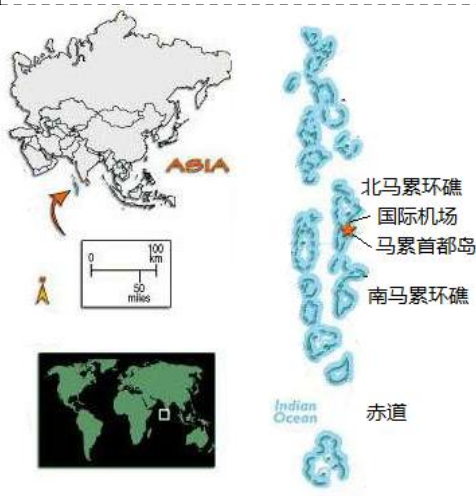 ASIA
北马累环礁
国际机场
马累首都岛
0 100
km
50
miles
南马累环礁
Indian
Ocean
赤道